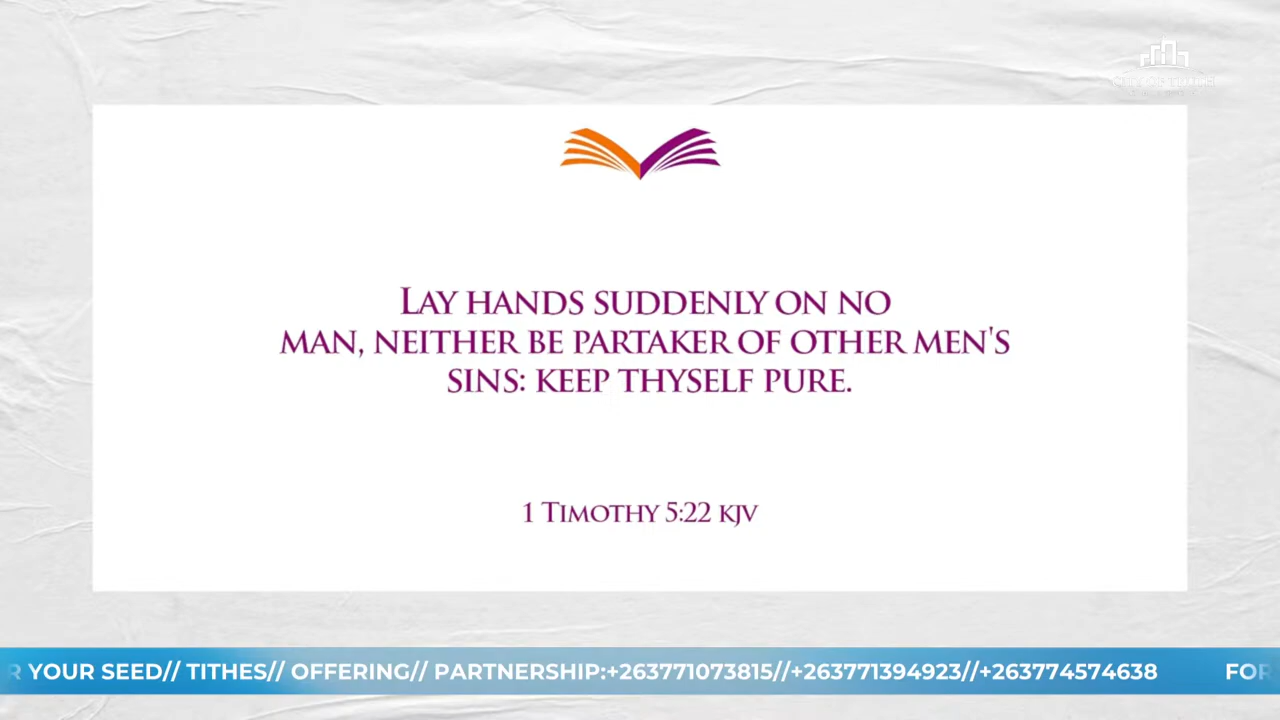 LAY HANDS SUDDENLY ON NO
MAN, NEITHER BE PARTAKER OF OTHER MEN'S
SINS: KEEP THYSELF PURE.
1 TIMOTHY 5:22 KJV
YOUR SEED// TITHES// OFFERING// PARTNERSHIP:+263771073815//+263771394923//+263774574638 FOR